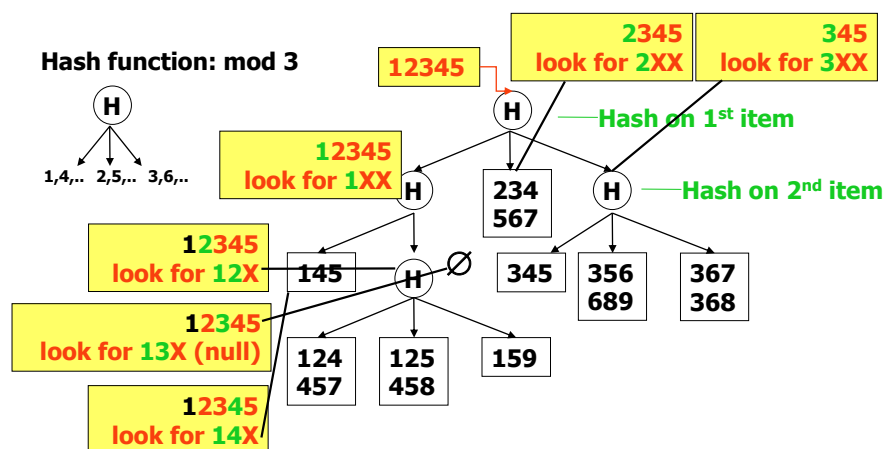 2345
look for 2XX
345
look for 3XX
Hash function: mod 3
12345
H
H
Hash on 1st item
1,4,.. 2,5,.. 3,6,..
12345
look for 1XX
H
234
567
H
Hash on 2nd item
12345
look for 12X
145
H
Ø
345
356
689
367
368
12345
look for 13X (null)
124
457
125
458
159
12345
look for 14X